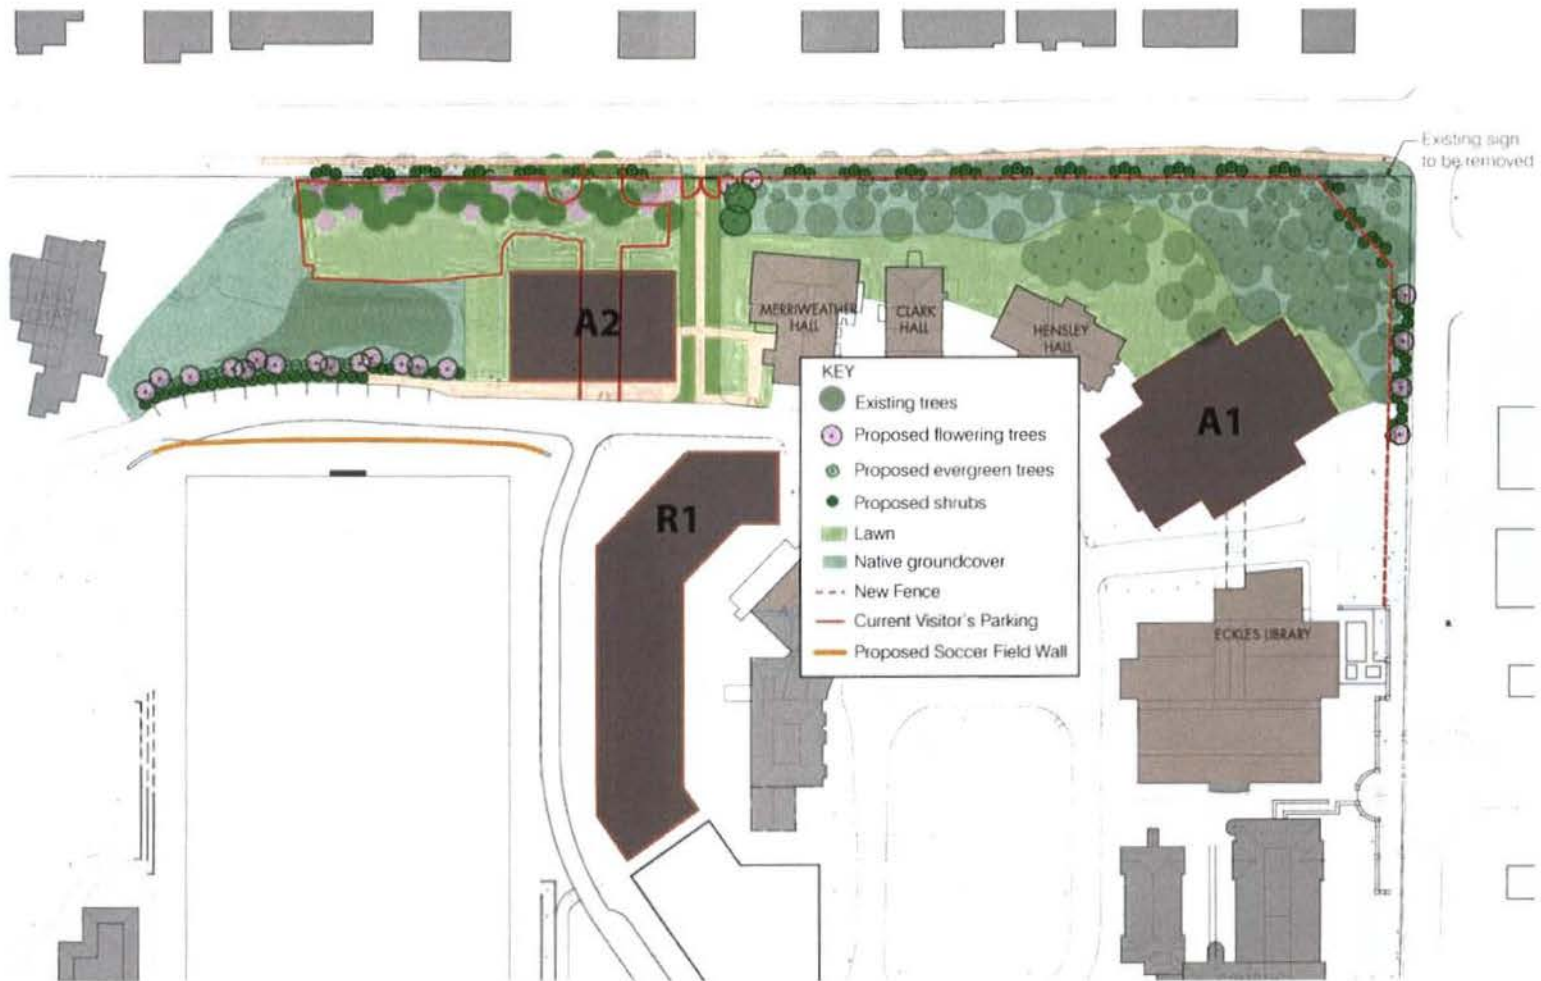 Existing sign
to be removed
MERRIWEATHER
HALL
CLARK
HALL
HENSLEY
HALL
A2
A1
R1
KEY
Existing trees
Proposed flowering trees
Proposed evergreen trees
Proposed shrubs
Lawn
Native groundcover
New Fence
Current Visitor's Parking
Proposed Soccer Field Wall
ECKLES LIBRARY